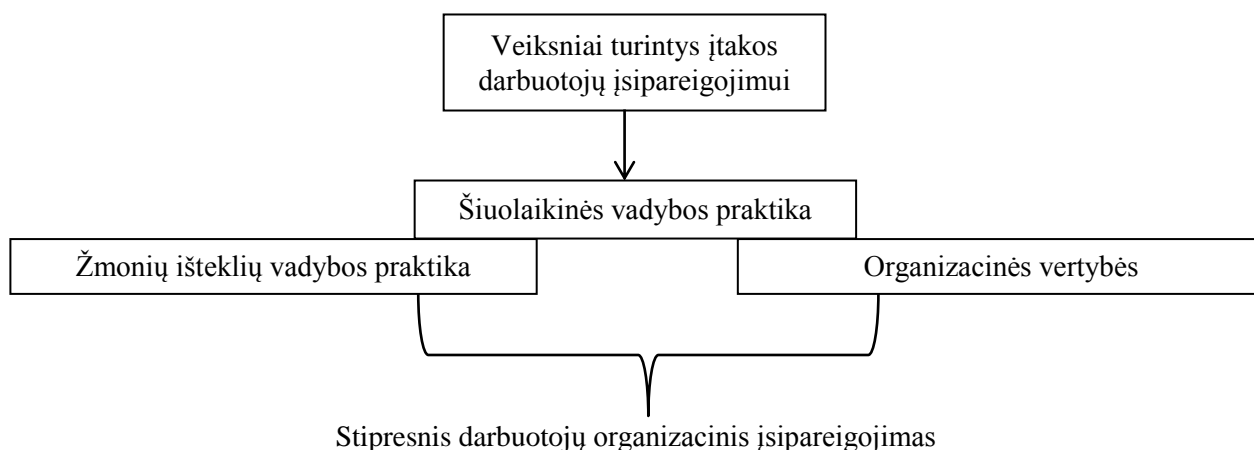 Veiksniai turintys įtakos
darbuotojų įsipareigojimui
Šiuolaikinės vadybos praktika
Žmonių išteklių vadybos praktika
Organizacinės vertybės
Stipresnis darbuotojų organizacinis įsipareigojimas